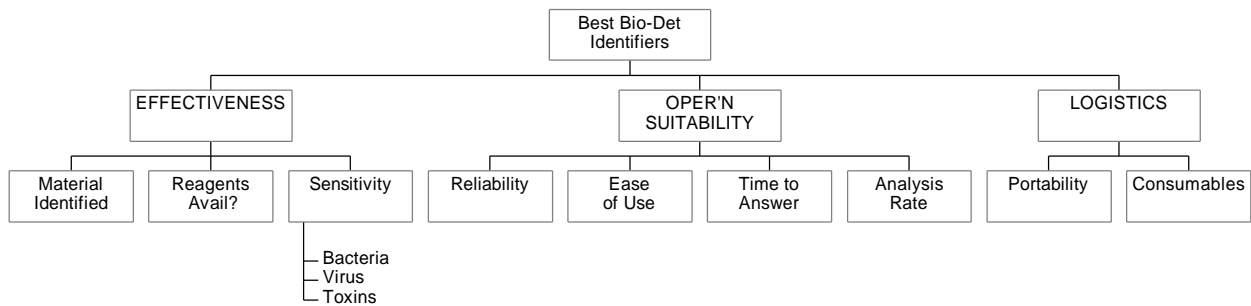 Best Bio-Det
Identifiers
EFFECTIVENESS
OPER'N
SUITABILITY
LOGISTICS
Material
Identified
Reagents
Avail?
Sensitivity
Reliability
Ease
of Use
Time to
Answer
Analysis
Rate
Portability
Consumables
Bacteria
Virus
Toxins